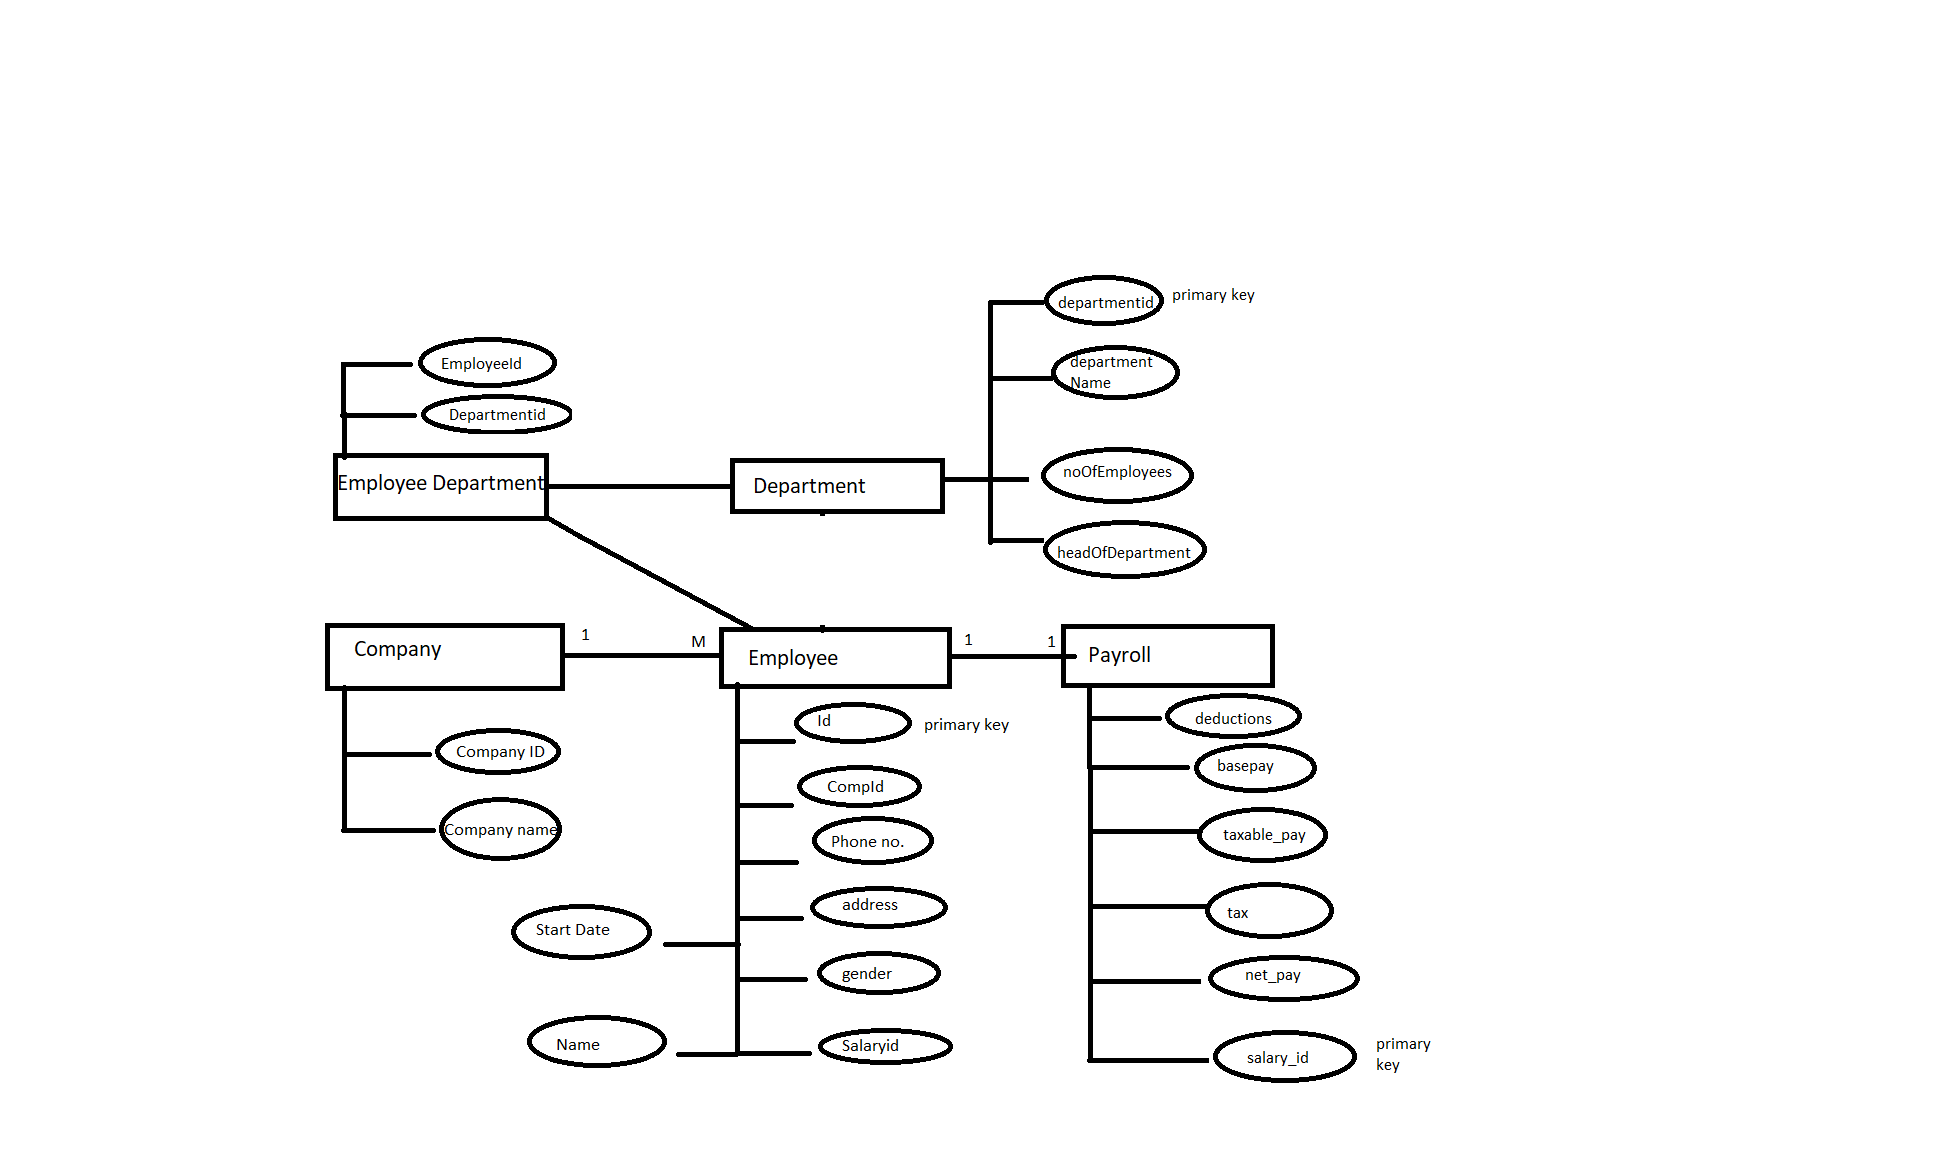 departmentid
primary key
department
Name
EmployeeId
Departmentid
noOfEmployees
Employee Department
Department
headOfDepartment
Company
1
M
Employee
1
1
Payroll
Id
primary key
deductions
Company ID
basepay
CompId
Company name
Phone no.
taxable_pay
address
tax
Start Date
gender
net_pay
Name
Salaryid
salary_id
primary
key